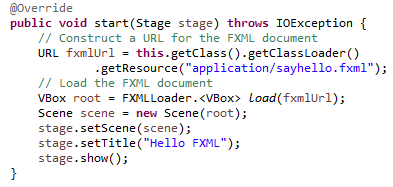 @Override
public void start(Stage stage) throws IOException {
// Construct a URL for the FXML document
URL fxmlUrl = this.getClass().getClassLoader()
.getResource("application/sayhello.fxml");
// Load the FXML document
VBox root = FXMLLoader.<VBox> load(fxmlUrl);
Scene scene = new Scene(root);
stage.setScene(scene);
stage.setTitle("Hello FXML");
stage.show();
}